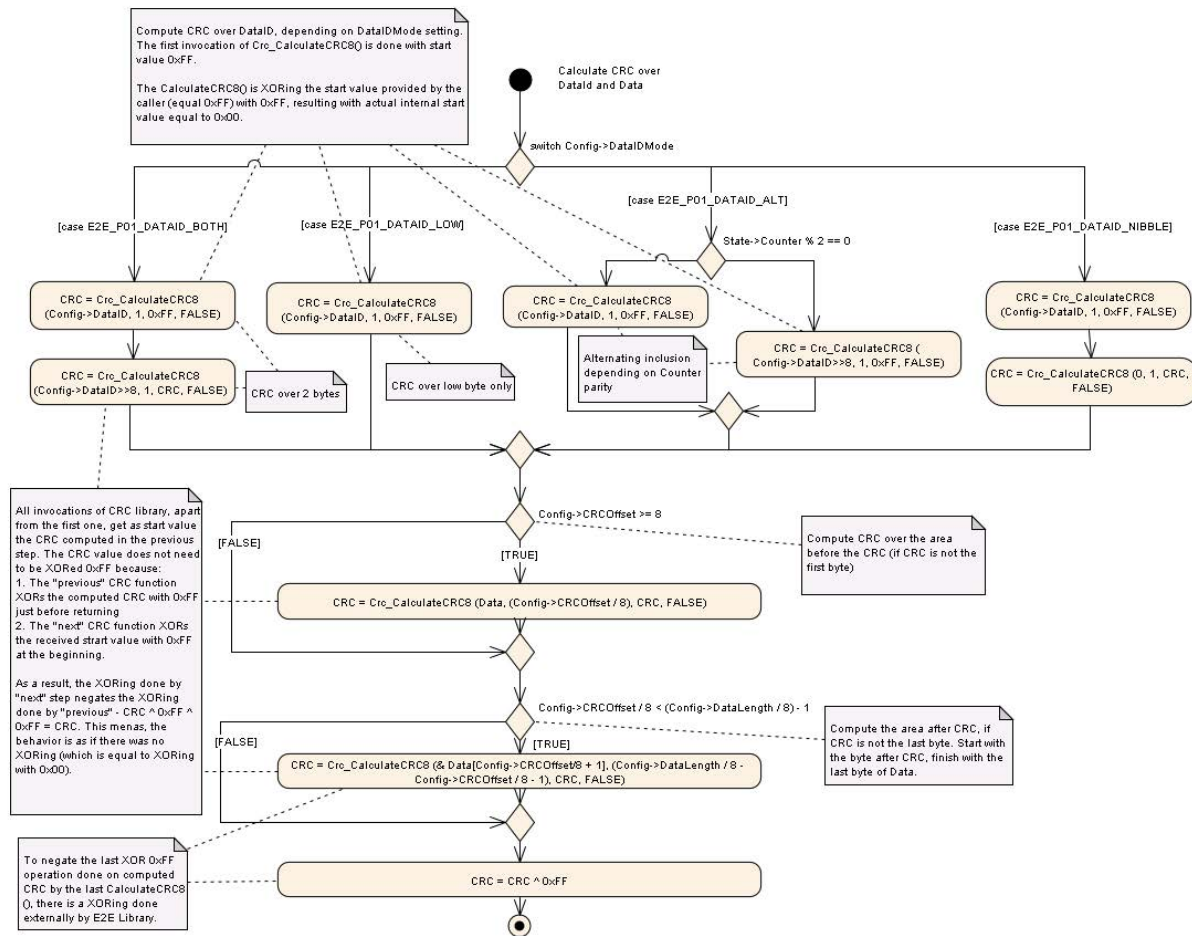 Compute CRC over DataID, depending on DataIDMode setting.
The first invocation of Crc_CalculateCRC8() is done with start
value 0xFF.
The CalculateCRC8() is XORing the start value provided by the
caller (equal 0xFF) with 0xFF, resulting with actual internal start
value equal to 0x00.
Calculate CRC over
DataId and Data
switch Config->DataIDMode
[case E2E_P01_DATAID_BOTH]
[case E2E_P01_DATAID_LOW]
[case E2E_P01_DATAID_ALT]
[case E2E_P01_DATAID_NIBBLE]
State->Counter % 2 == 0
CRC = Crc_CalculateCRC8
(Config->DataID, 1, 0xFF, FALSE)
CRC = Crc_CalculateCRC8
(Config->DataID, 1, 0xFF, FALSE)
CRC = Crc_CalculateCRC8
(Config->DataID, 1, 0xFF, FALSE)
CRC = Crc_CalculateCRC8 (
Config->DataID>>8, 1, 0xFF, FALSE)
CRC = Crc_CalculateCRC8
(Config->DataID, 1, 0xFF, FALSE)
CRC = Crc_CalculateCRC8
(Config->DataID>>8, 1, CRC, FALSE)
CRC over 2 bytes
CRC over low byte only
Alternating inclusion
depending on Counter
parity
CRC = Crc_CalculateCRC8 (0, 1, CRC,
FALSE)
All invocations of CRC library, apart
from the first one, get as start value
the CRC computed in the previous
step. The CRC value does not need
to be XORed 0xFF because:
1. The "previous" CRC function
XORs the computed CRC with 0xFF
just before returning
2. The "next" CRC function XORs
the received strart value with 0xFF
at the beginning.
As a result, the XORing done by
"next" step negates the XORing
done by "previous" - CRC ^ 0xFF ^
0xFF = CRC. This menas, the
behavior is as if there was no
XORing (which is equal to XORing
with 0x00).
Config->CRCOffset >= 8
[FALSE]
[TRUE]
Compute CRC over the area
before the CRC (if CRC is not the
first byte)
CRC = Crc_CalculateCRC8 (Data, (Config->CRCOffset / 8), CRC, FALSE)
Config->CRCOffset / 8 < (Config->DataLength / 8) - 1
[FALSE]
[TRUE]
Compute the area after CRC, if
CRC is not the last byte. Start with
the byte after CRC, finish with the
last byte of Data.
CRC = Crc_CalculateCRC8 (& Data[Config->CRCOffset/8 + 1], (Config->DataLength / 8 -
Config->CRCOffset / 8 - 1), CRC, FALSE)
To negate the last XOR 0xFF
operation done on computed
CRC by the last CalculateCRC8
(), there is a XORing done
externally by E2E Library.
CRC = CRC ^ 0xFF